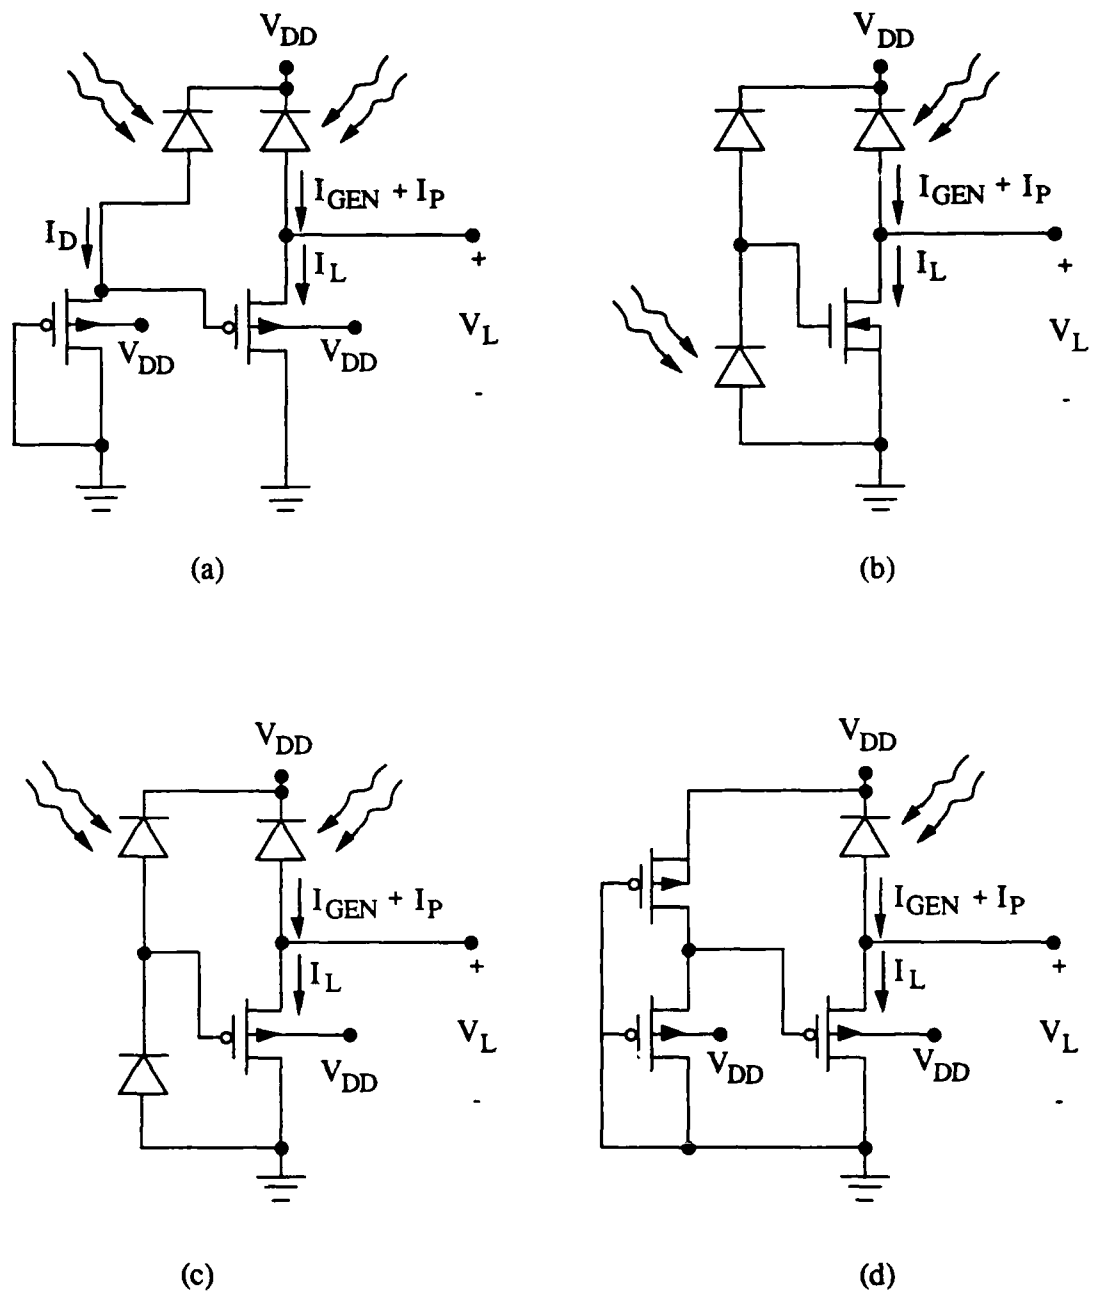 V_DD
I_GEN + I_P
I_D
I_L
+
V_DD
V_DD
V_L
-
(a)
V_DD
I_GEN + I_P
I_L
+
V_L
-
(b)
V_DD
I_GEN + I_P
I_L
+
V_L
V_DD
-
(c)
V_DD
I_GEN + I_P
I_L
+
V_L
V_DD
V_DD
-
(d)